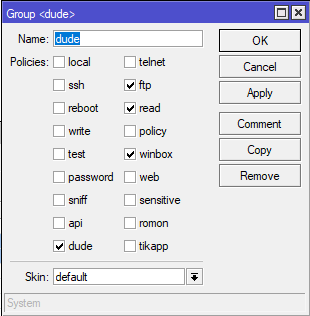 Group <dude>
Name: dude OK
Policies: local telnet Cancel
ssh ftp
reboot read Apply
write policy Comment
test winbox Copy
password web Remove
sniff sensitive
api romon
dude tikapp
Skin: default
System